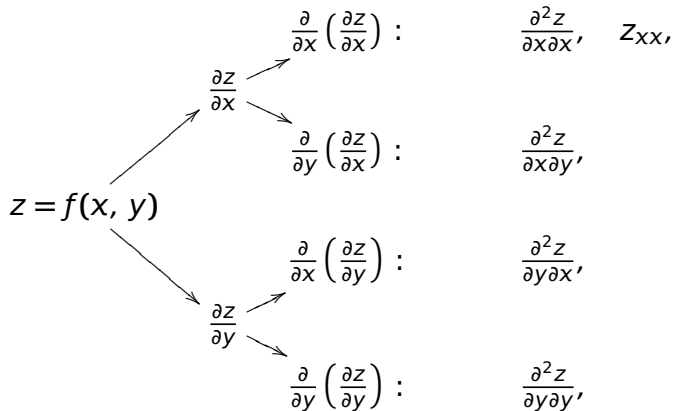 ∂/∂x (∂z/∂x) : ∂²z/∂x∂x, z_xx,
∂z/∂x
∂/∂y (∂z/∂x) : ∂²z/∂x∂y,
z = f(x, y)
∂/∂x (∂z/∂y) : ∂²z/∂y∂x,
∂z/∂y
∂/∂y (∂z/∂y) : ∂²z/∂y∂y,